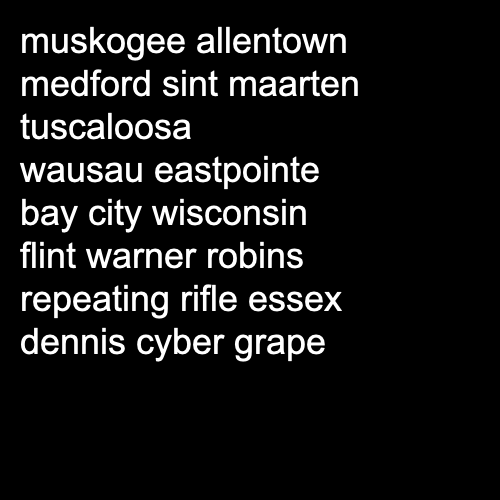 muskogee allentown
medford sint maarten
tuscaloosa
wausau eastpointe
bay city wisconsin
flint warner robins
repeating rifle essex
dennis cyber grape